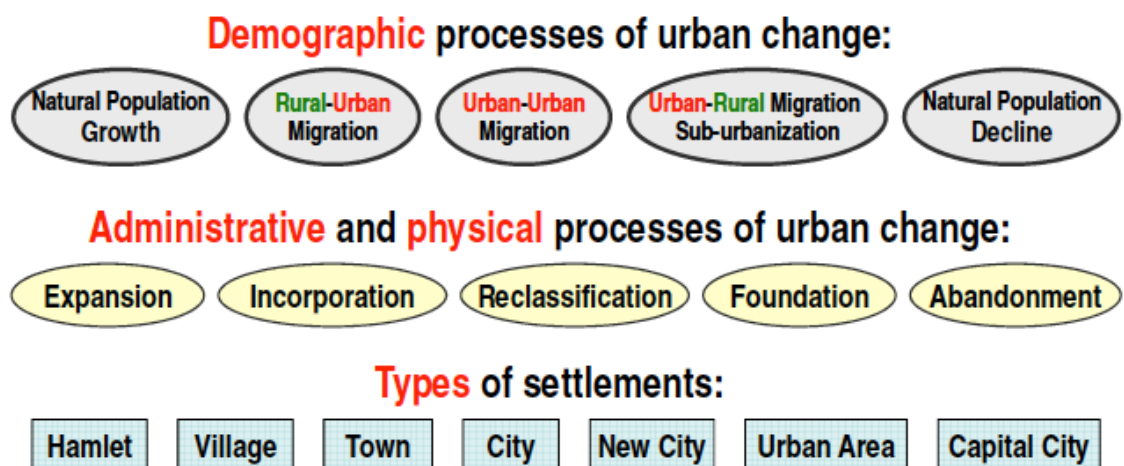 Demographic processes of urban change:
Natural Population
Growth
Rural-Urban
Migration
Urban-Urban
Migration
Urban-Rural Migration
Sub-urbanization
Natural Population
Decline
Administrative and physical processes of urban change:
Expansion
Incorporation
Reclassification
Foundation
Abandonment
Types of settlements:
Hamlet
Village
Town
City
New City
Urban Area
Capital City